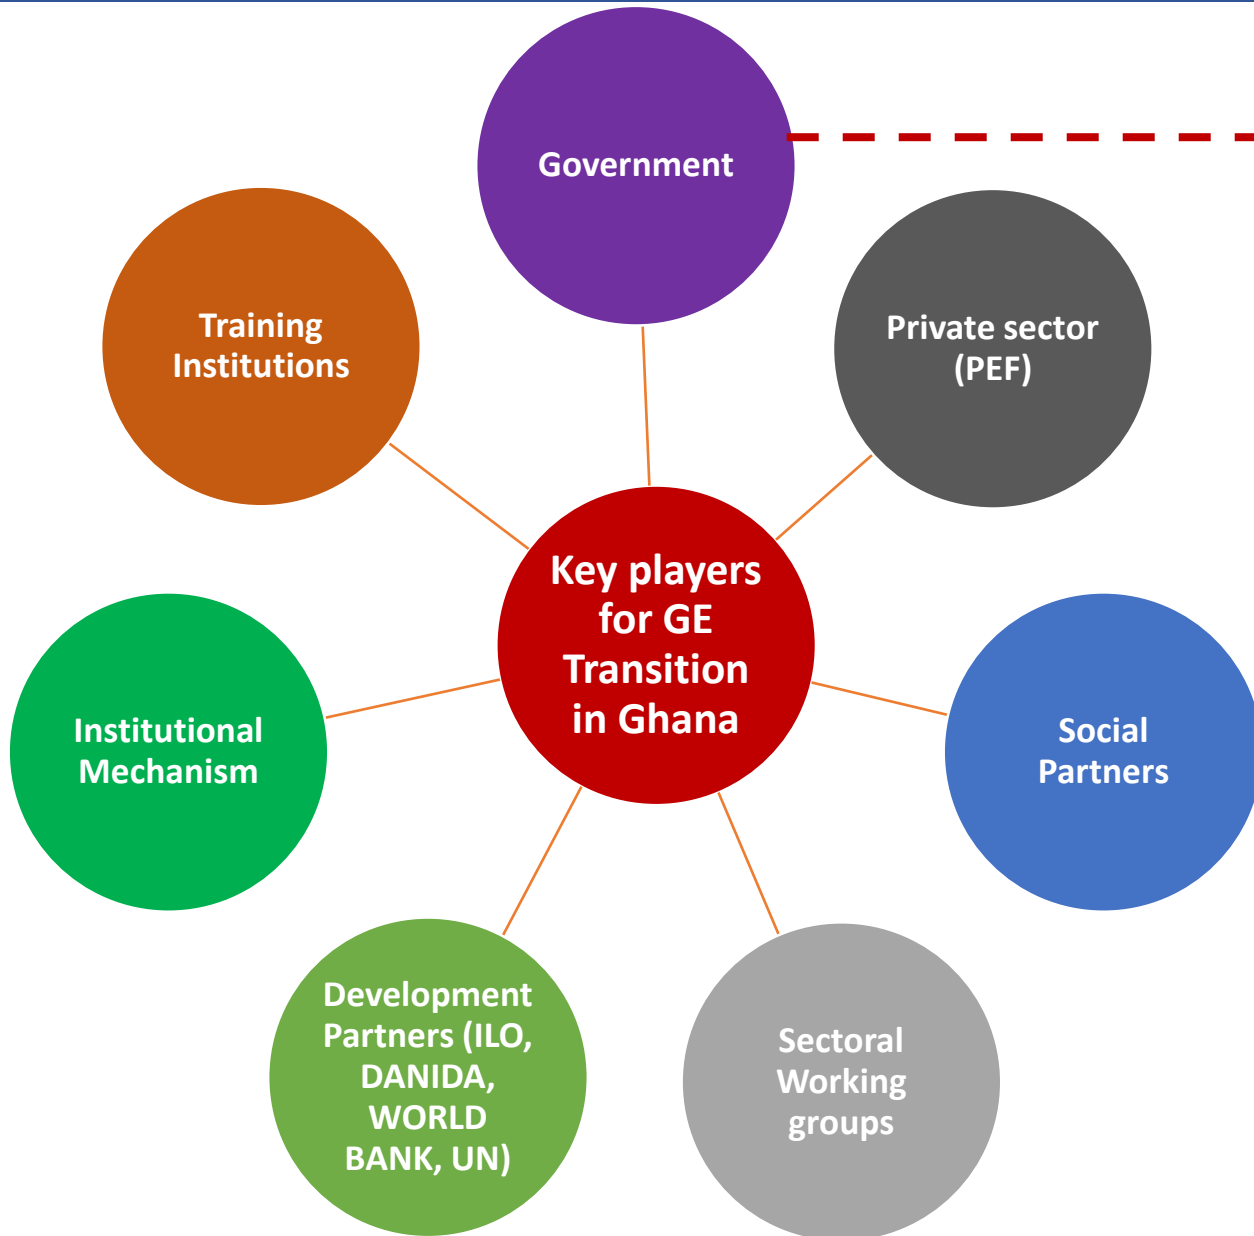 Government
Training
Institutions
Private sector
(PEF)
Key players
for GE
Transition
in Ghana
Institutional
Mechanism
Social
Partners
Development
Partners (ILO,
DANIDA,
WORLD
BANK, UN)
Sectoral
Working
groups